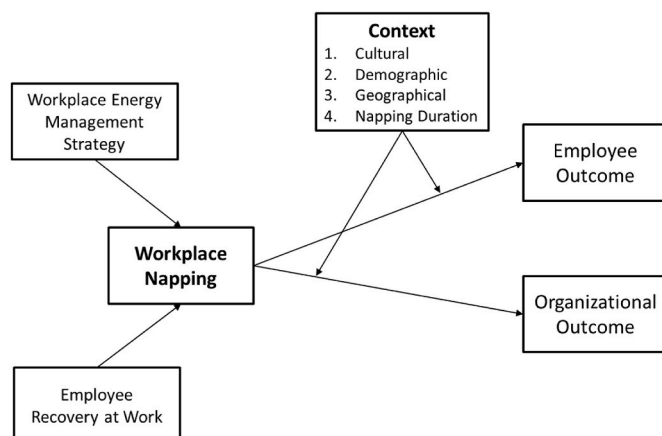 Context
1. Cultural
2. Demographic
3. Geographical
4. Napping Duration
Workplace Energy
Management
Strategy
Employee
Outcome
Workplace
Napping
Organizational
Outcome
Employee
Recovery at Work